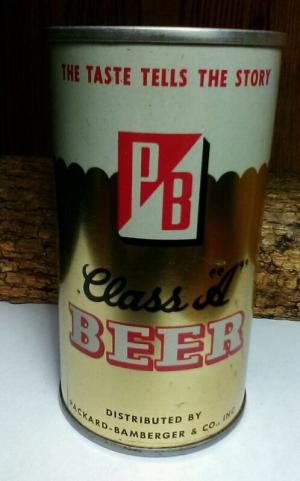 THE TASTE TELLS THE STORY
PB
Class "A"
BEER
DISTRIBUTED BY
PACKARD-BAMBERGER & CO., INC.